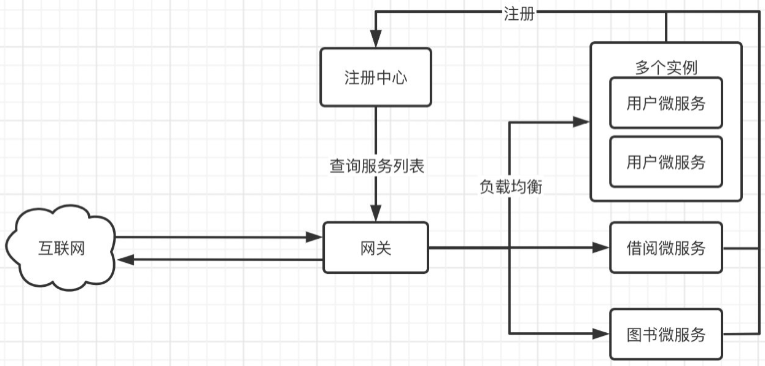 注册
注册中心
多个实例
用户微服务
用户微服务
查询服务列表
负载均衡
互联网
网关
借阅微服务
图书微服务